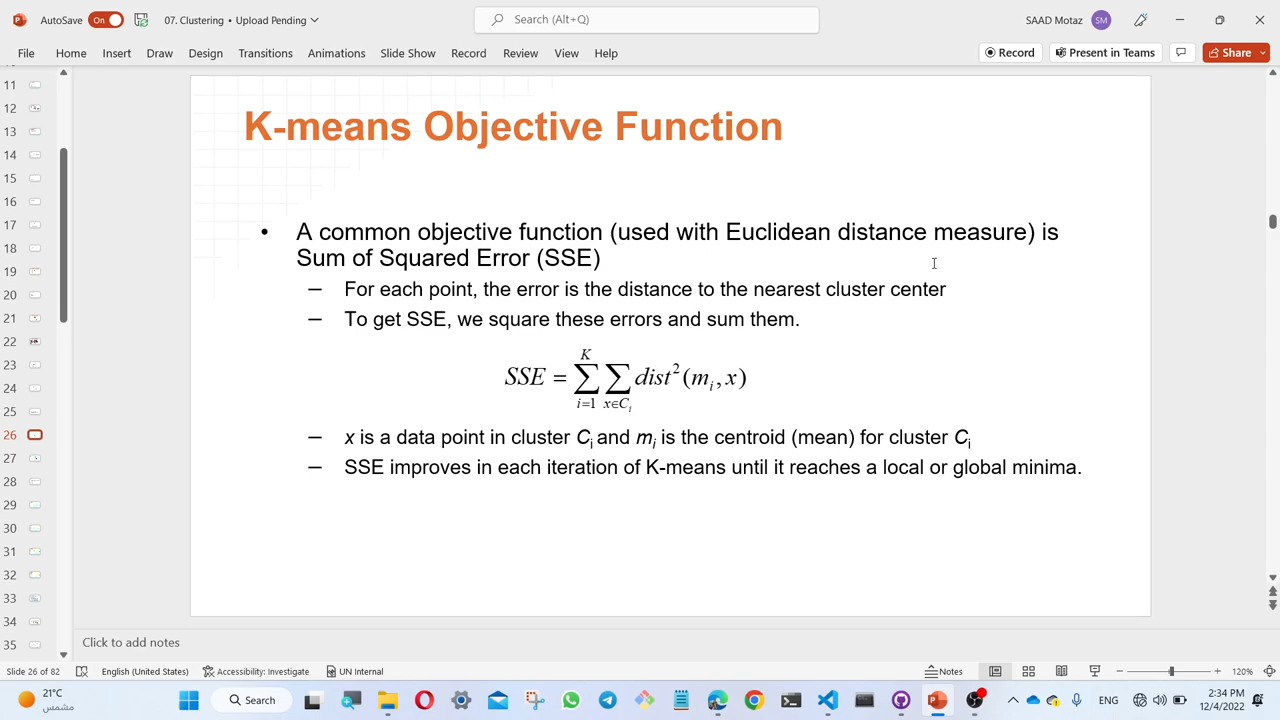 AutoSave On 07. Clustering • Upload Pending Search (Alt+Q) SAAD Motaz SM
File Home Insert Draw Design Transitions Animations Slide Show Record Review View Help Record Present in Teams Share
11
12
13
14
15
16
17
18
19
20
21
22
23
24
25
26
27
28
29
30
31
32
33
34
35
K-means Objective Function
• A common objective function (used with Euclidean distance measure) is
Sum of Squared Error (SSE)
– For each point, the error is the distance to the nearest cluster center
– To get SSE, we square these errors and sum them.
SSE = ∑_{i=1}^{K} ∑_{x∈C_i} dist²(m_i, x)
– x is a data point in cluster C_i and m_i is the centroid (mean) for cluster C_i
– SSE improves in each iteration of K-means until it reaches a local or global minima.
Click to add notes
Slide 26 of 82 English (United States) Accessibility: Investigate UN Internal Notes 120%
21°C
مشمس
Search
ENG
2:34 PM
12/4/2022